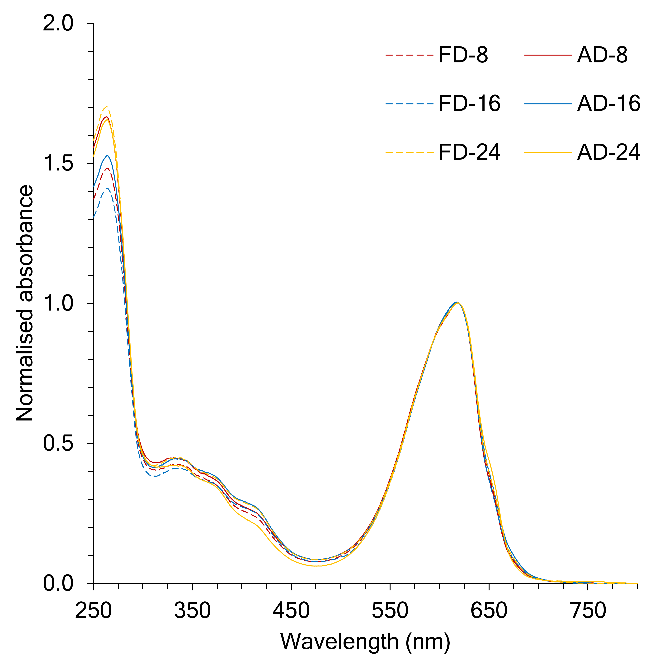 2.0
FD-8 AD-8
FD-16 AD-16
FD-24 AD-24
1.5
1.0
0.5
0.0
Normalised absorbance
250 350 450 550 650 750
Wavelength (nm)